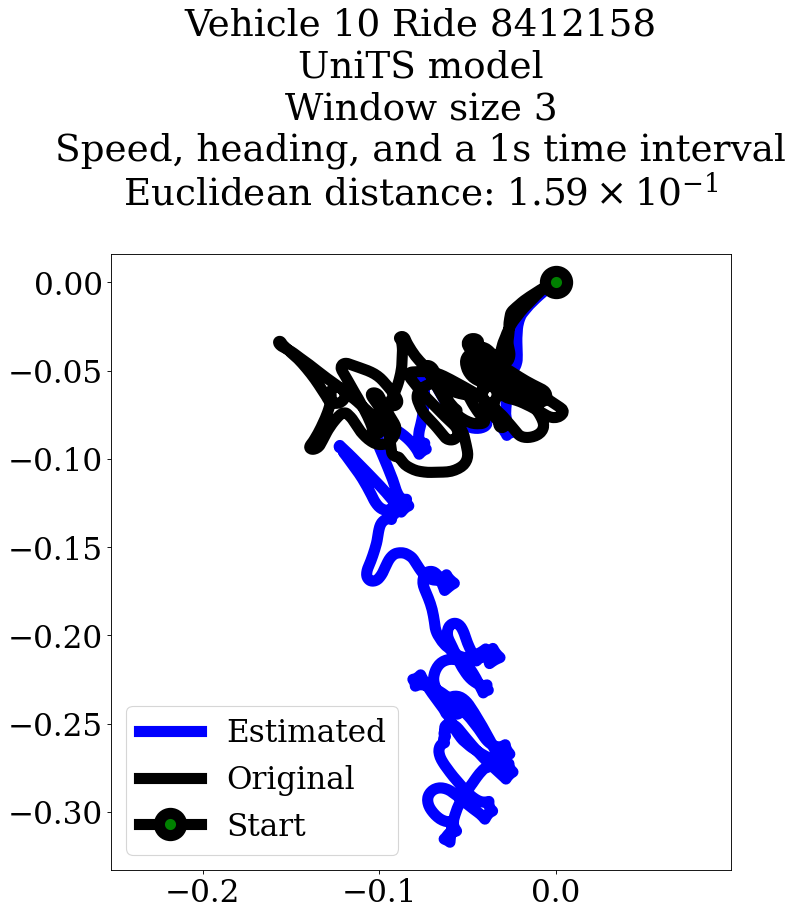 Vehicle 10 Ride 8412158
UniTS model
Window size 3
Speed, heading, and a 1s time interval
Euclidean distance: 1.59 × 10⁻¹
0.00
−0.05
−0.10
−0.15
−0.20
−0.25
−0.30
Estimated
Original
Start
−0.2
−0.1
0.0